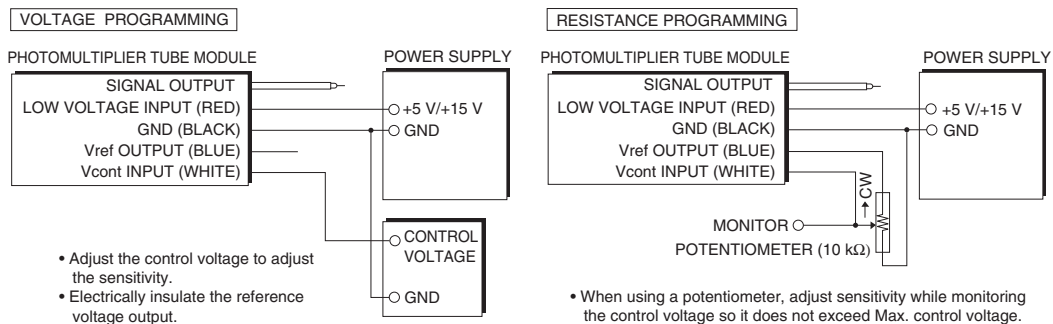 VOLTAGE PROGRAMMING
PHOTOMULTIPLIER TUBE MODULE
POWER SUPPLY
SIGNAL OUTPUT
LOW VOLTAGE INPUT (RED)
+5 V/+15 V
GND (BLACK)
GND
Vref OUTPUT (BLUE)
Vcont INPUT (WHITE)
CONTROL
VOLTAGE
GND
• Adjust the control voltage to adjust
the sensitivity.
• Electrically insulate the reference
voltage output.
RESISTANCE PROGRAMMING
PHOTOMULTIPLIER TUBE MODULE
POWER SUPPLY
SIGNAL OUTPUT
LOW VOLTAGE INPUT (RED)
+5 V/+15 V
GND (BLACK)
GND
Vref OUTPUT (BLUE)
Vcont INPUT (WHITE)
CW
MONITOR
POTENTIOMETER (10 kΩ)
• When using a potentiometer, adjust sensitivity while monitoring
the control voltage so it does not exceed Max. control voltage.